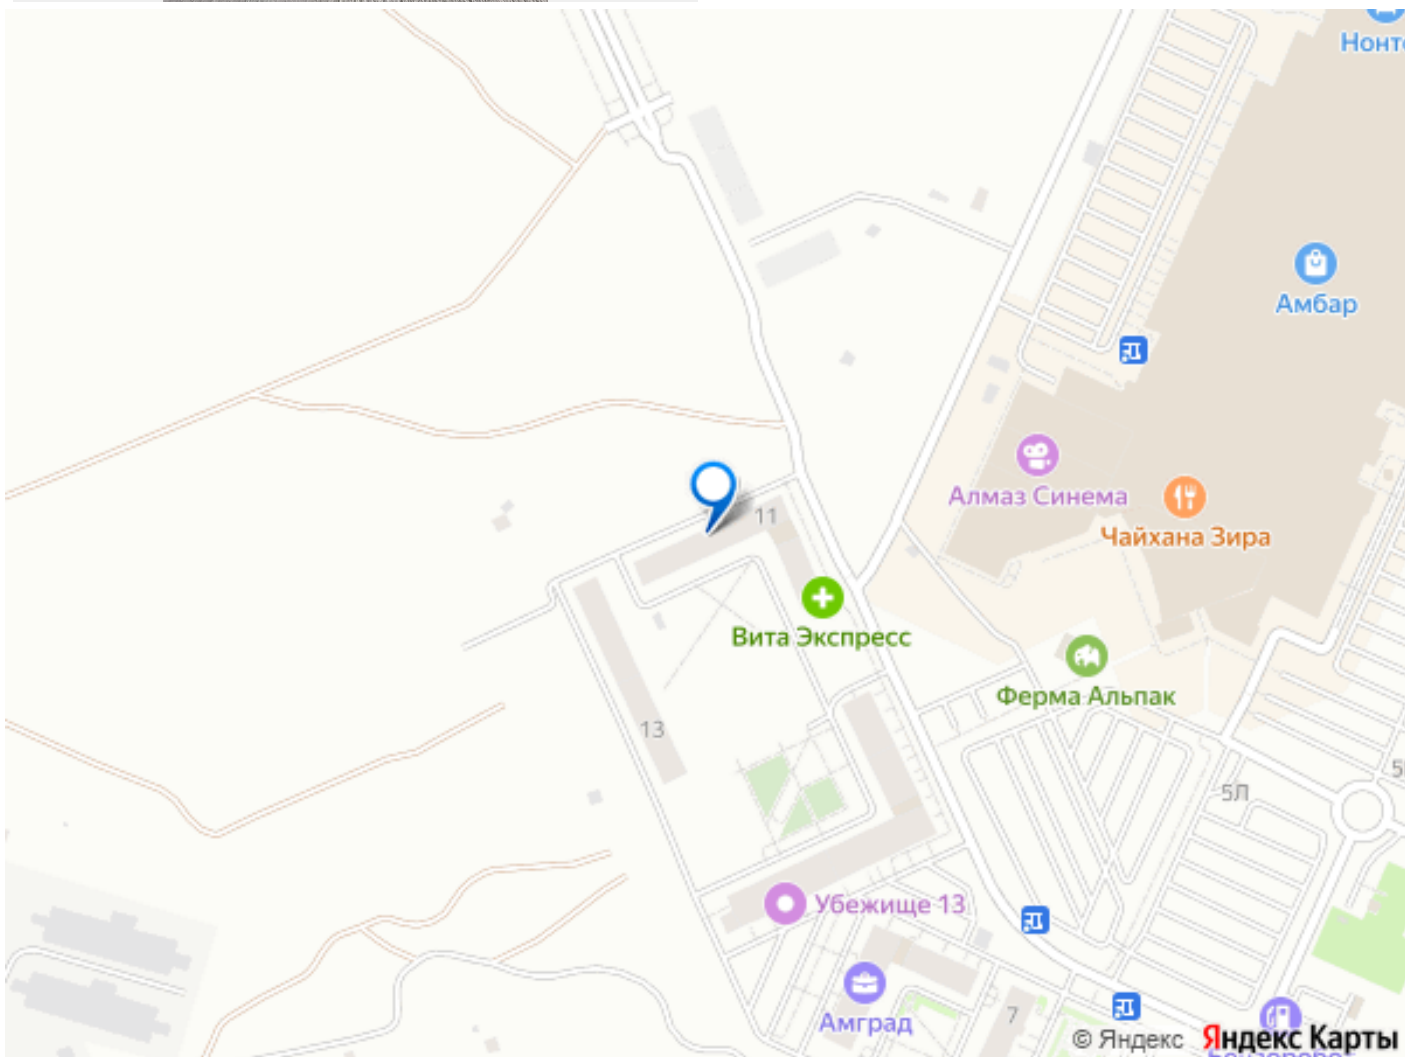 Амбар
Алмаз Синема
Чайхана Зира
11
Вита Экспресс
Ферма Альпак
13
5Л
Убежище 13
7
Амград
© Яндекс Яндекс Карты